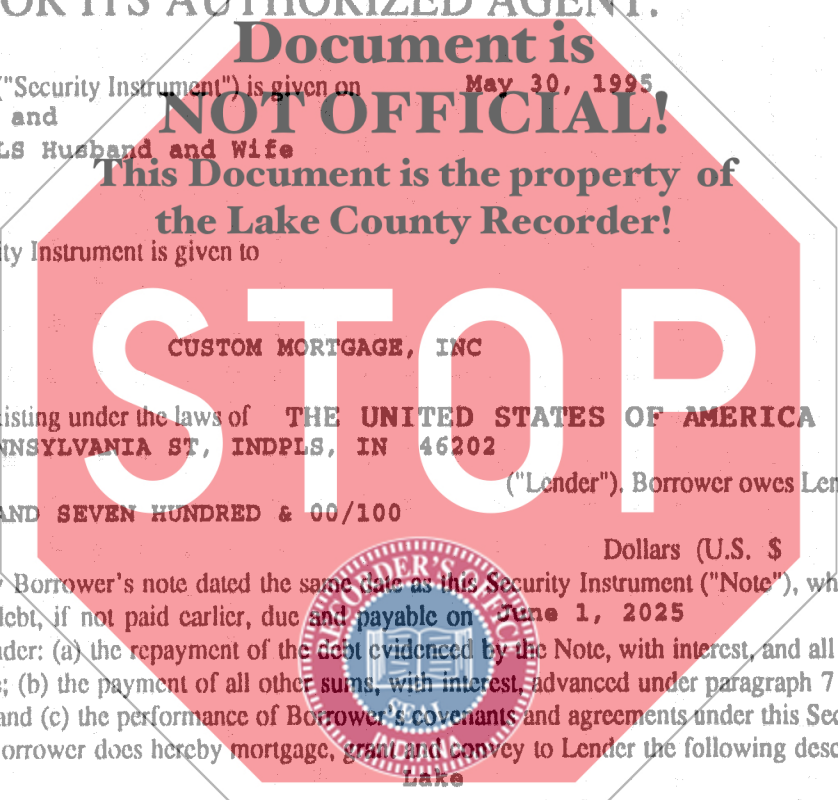 OR ITS AUTHORIZED AGENT.
Document is
("Security Instrument") is given on May 30, 1995
and
NOT OFFICIAL!
LS Husband and Wife
This Document is the property of
the Lake County Recorder!
ity Instrument is given to
STOP
CUSTOM MORTGAGE, INC
isting under the laws of THE UNITED STATES OF AMERICA
NNSYLVANIA ST, INDPLS, IN 46202
("Lender"). Borrower owes Len
AND SEVEN HUNDRED & 00/100
Dollars (U.S. $
y Borrower's note dated the same date as this Security Instrument ("Note"), wh
debt, if not paid earlier, due and payable on June 1, 2025
nder: (a) the repayment of the debt evidenced by the Note, with interest, and all
; (b) the payment of all other sums, with interest, advanced under paragraph 7
and (c) the performance of Borrower's covenants and agreements under this Sec
orrower does hereby mortgage, grant and convey to Lender the following desc
Lake
RECORDER'S OFFICE
SEAL
INDIANA